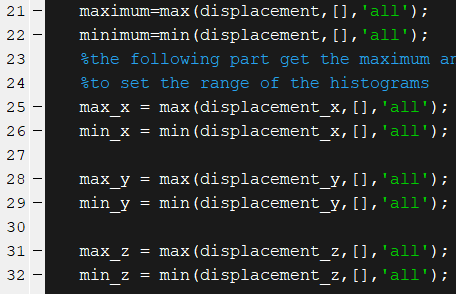 21 - maximum=max(displacement,[],'all');
22 - minimum=min(displacement,[],'all');
23 %the following part get the maximum
24 %to set the range of the histograms
25 - max_x = max(displacement_x,[],'all');
26 - min_x = min(displacement_x,[],'all');
27
28 - max_y = max(displacement_y,[],'all');
29 - min_y = min(displacement_y,[],'all');
30
31 - max_z = max(displacement_z,[],'all');
32 - min_z = min(displacement_z,[],'all');